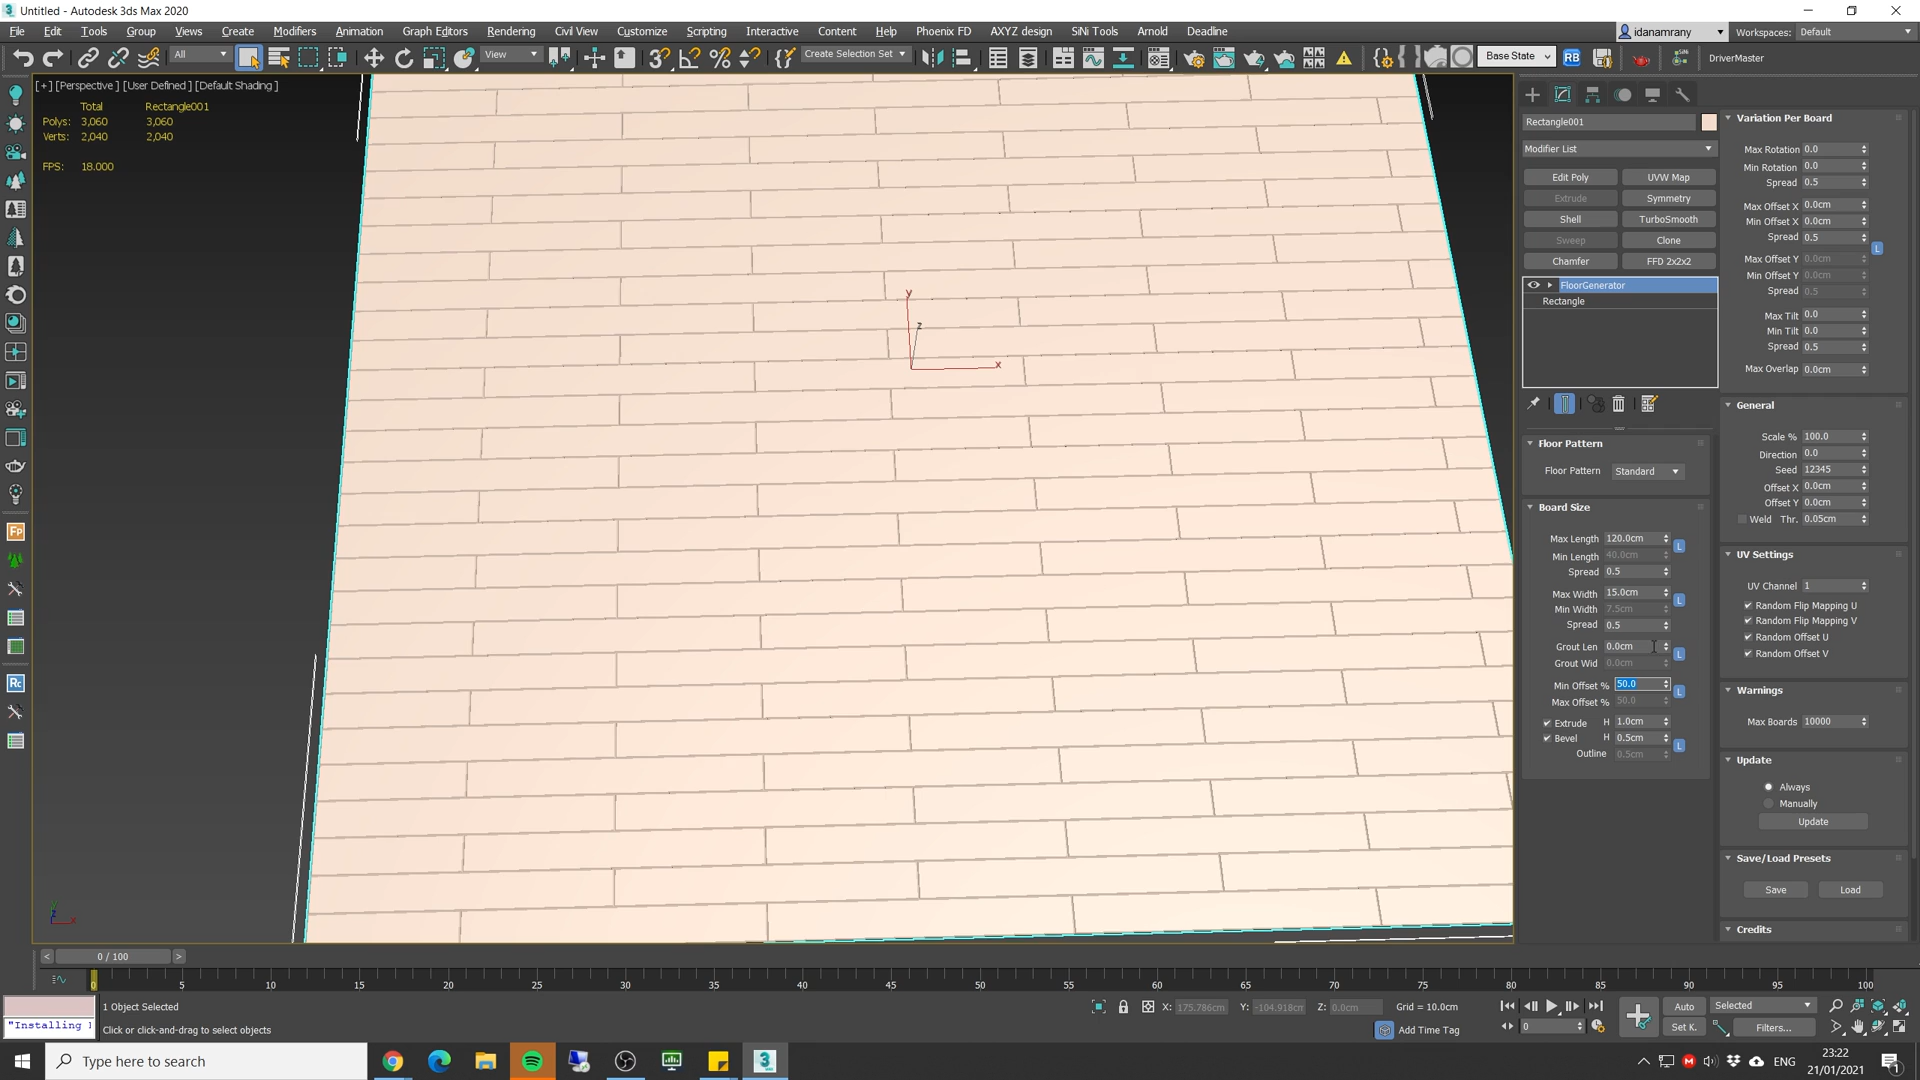 Untitled - Autodesk 3ds Max 2020
File Edit Tools Group Views Create Modifiers Animation Graph Editors Rendering Civil View Customize Scripting Interactive Content Help Phoenix FD AXYZ design SiNi Tools Arnold Deadline
idanamrany Workspaces: Default
All View Create Selection Set Base State RB DriverMaster
[ + ] [Perspective ] [User Defined ] [Default Shading ]
Total Rectangle001
Polys: 3,060 3,060
Verts: 2,040 2,040
FPS: 18.000
y
z
x
Rectangle001
Modifier List
Edit Poly UVW Map
Extrude Symmetry
Shell TurboSmooth
Sweep Clone
Chamfer FFD 2x2x2
FloorGenerator
Rectangle
Floor Pattern
Floor Pattern Standard
Board Size
Max Length 120.0cm
L
Min Length 40.0cm
Spread 0.5
Max Width 15.0cm
L
Min Width 7.5cm
Spread 0.5
Grout Len 0.0cm
L
Grout Wid 0.0cm
Min Offset % 50.0
L
Max Offset % 50.0
Extrude H 1.0cm
Bevel H 0.5cm
L
Outline 0.5cm
Variation Per Board
Max Rotation 0.0
Min Rotation 0.0
Spread 0.5
Max Offset X 0.0cm
Min Offset X 0.0cm
Spread 0.5
L
Max Offset Y 0.0cm
Min Offset Y 0.0cm
Spread 0.5
Max Tilt 0.0
Min Tilt 0.0
Spread 0.5
Max Overlap 0.0cm
General
Scale % 100.0
Direction 0.0
Seed 12345
Offset X 0.0cm
Offset Y 0.0cm
Weld Thr. 0.05cm
UV Settings
UV Channel 1
Random Flip Mapping U
Random Flip Mapping V
Random Offset U
Random Offset V
Warnings
Max Boards 10000
Update
Always
Manually
Update
Save/Load Presets
Save Load
Credits
Fp
Rc
z
x
< 0 / 100 >
0 5 10 15 20 25 30 35 40 45 50 55 60 65 70 75 80 85 90 95 100
1 Object Selected
"Installing
Click or click-and-drag to select objects
X: 175.786cm Y: -104.918cm Z: 0.0cm Grid = 10.0cm
Add Time Tag
0
Auto Selected
Set K. Filters...
Type here to search
3
ENG
23:22
21/01/2021
1